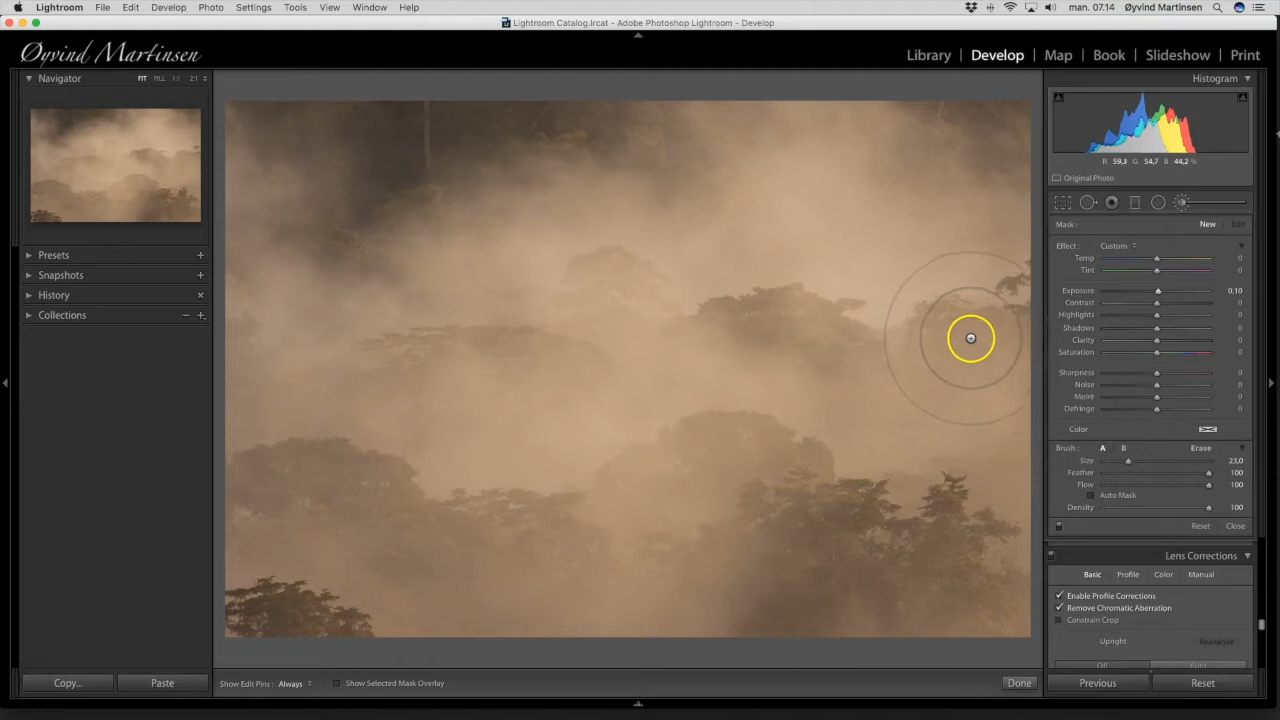 Lightroom File Edit Develop Photo Settings Tools View Window Help man. 07.14 Øyvind Martinsen
Lightroom Catalog.lrcat - Adobe Photoshop Lightroom - Develop
Øyvind Martinsen
Library | Develop | Map | Book | Slideshow | Print
Navigator FIT FILL 1:1 2:1
Histogram
R 59,3 G 54,7 B 44,2 %
Original Photo
Mask : New Edit
Effect : Custom
Temp 0
Tint 0
Exposure 0,10
Contrast 0
Highlights 0
Shadows 0
Clarity 0
Saturation 0
Sharpness 0
Noise 0
Moiré 0
Defringe 0
Color
Brush : A B Erase
Size 23,0
Feather 100
Flow 100
Auto Mask
Density 100
Reset Close
Lens Corrections
Basic Profile Color Manual
Enable Profile Corrections
Remove Chromatic Aberration
Constrain Crop
Upright Reanalyze
Off Auto
Presets
Snapshots
History
Collections
Copy... Paste
Show Edit Pins : Always Show Selected Mask Overlay Done
Previous Reset